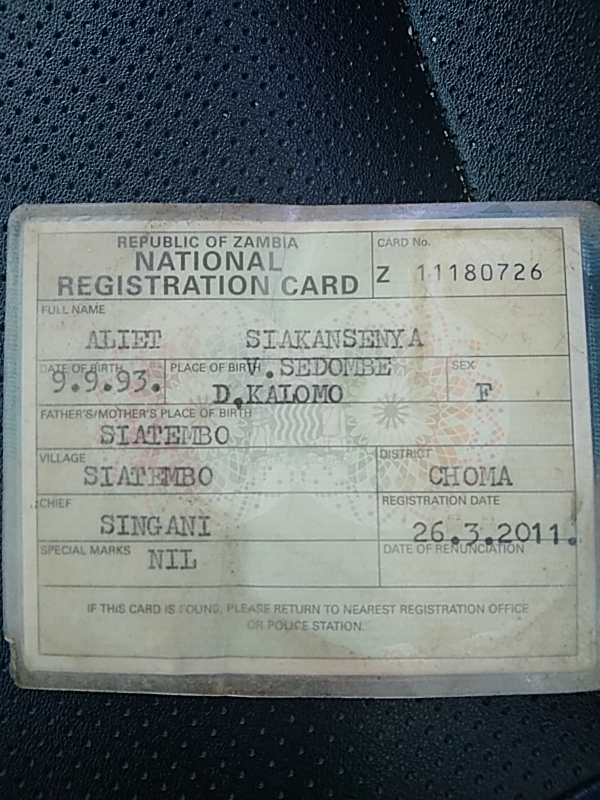 REPUBLIC OF ZAMBIA
NATIONAL
REGISTRATION CARD
CARD No.
Z 11180726
FULL NAME
ALIET SIAKANSENYA
DATE OF BIRTH
9.9.93.
PLACE OF BIRTH
V.SEDOMBE
D.KALOMO
SEX
F
FATHER'S/MOTHER'S PLACE OF BIRTH
SIATEMBO
VILLAGE
SIATEMBO
DISTRICT
CHOMA
CHIEF
SINGANI
REGISTRATION DATE
26.3.2011.
SPECIAL MARKS
NIL
DATE OF RENUNCIATION
IF THIS CARD IS FOUND, PLEASE RETURN TO NEAREST REGISTRATION OFFICE
OR POLICE STATION.